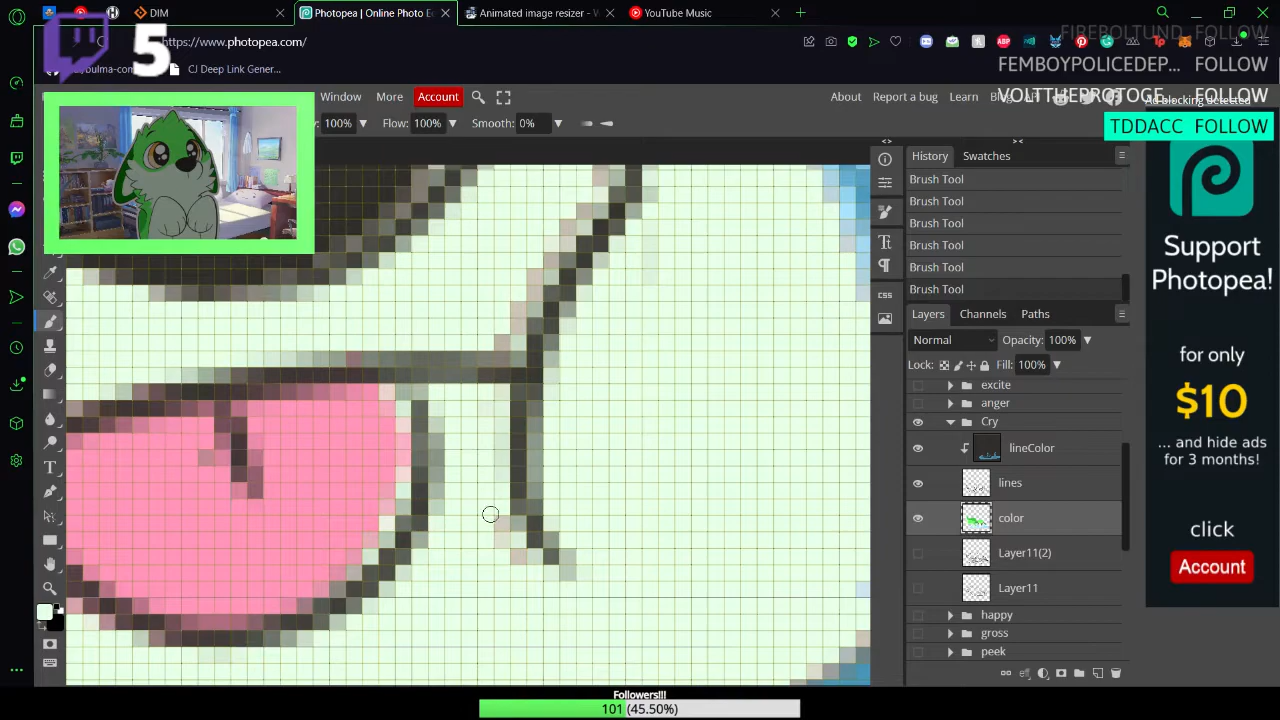 DIM
Photopea | Online Photo E
Animated image resizer - W
YouTube Music
5
https://www.photopea.com/
CJ Deep Link Gener...
FIREBOLTUND FOLLOW
FEMBOYPOLICEDEP... FOLLOW
VOLTTHEPROTOGE FOLLOW
TDDACC FOLLOW
Window
More
Account
About
Report a bug
Learn
100%
Flow: 100%
Smooth: 0%
History
Swatches
Brush Tool
Brush Tool
Brush Tool
Brush Tool
Brush Tool
Brush Tool
Layers
Channels
Paths
Normal
Opacity: 100%
Lock:
Fill: 100%
excite
anger
Cry
lineColor
lines
color
Layer11(2)
Layer11
happy
gross
peek
Support
Photopea!
for only
$10
... and hide ads
for 3 months!
click
Account
Followers!!!
101 (45.50%)